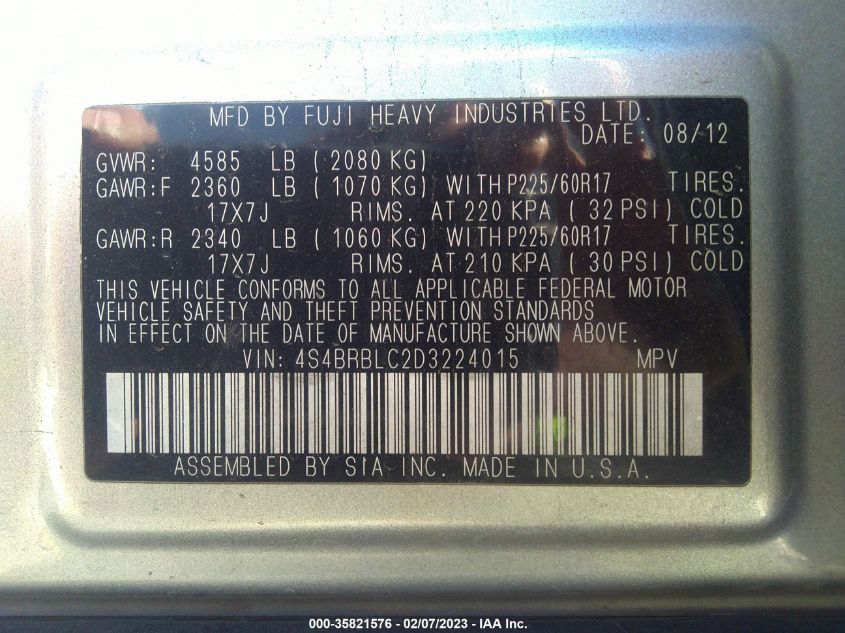 MFD BY FUJI HEAVY INDUSTRIES LTD.
DATE: 08/12
GVWR: 4585 LB (2080 KG)
GAWR:F 2360 LB (1070 KG) WITH P225/60R17 TIRES.
17X7J RIMS. AT 220 KPA (32 PSI) COLD
GAWR:R 2340 LB (1060 KG) WITH P225/60R17 TIRES.
17X7J RIMS. AT 210 KPA (30 PSI) COLD
THIS VEHICLE CONFORMS TO ALL APPLICABLE FEDERAL MOTOR
VEHICLE SAFETY AND THEFT PREVENTION STANDARDS
IN EFFECT ON THE DATE OF MANUFACTURE SHOWN ABOVE.
VIN: 4S4BRBLC2D3224015 MPV
ASSEMBLED BY SIA INC. MADE IN U.S.A.
000-35821576 - 02/07/2023 - IAA Inc.